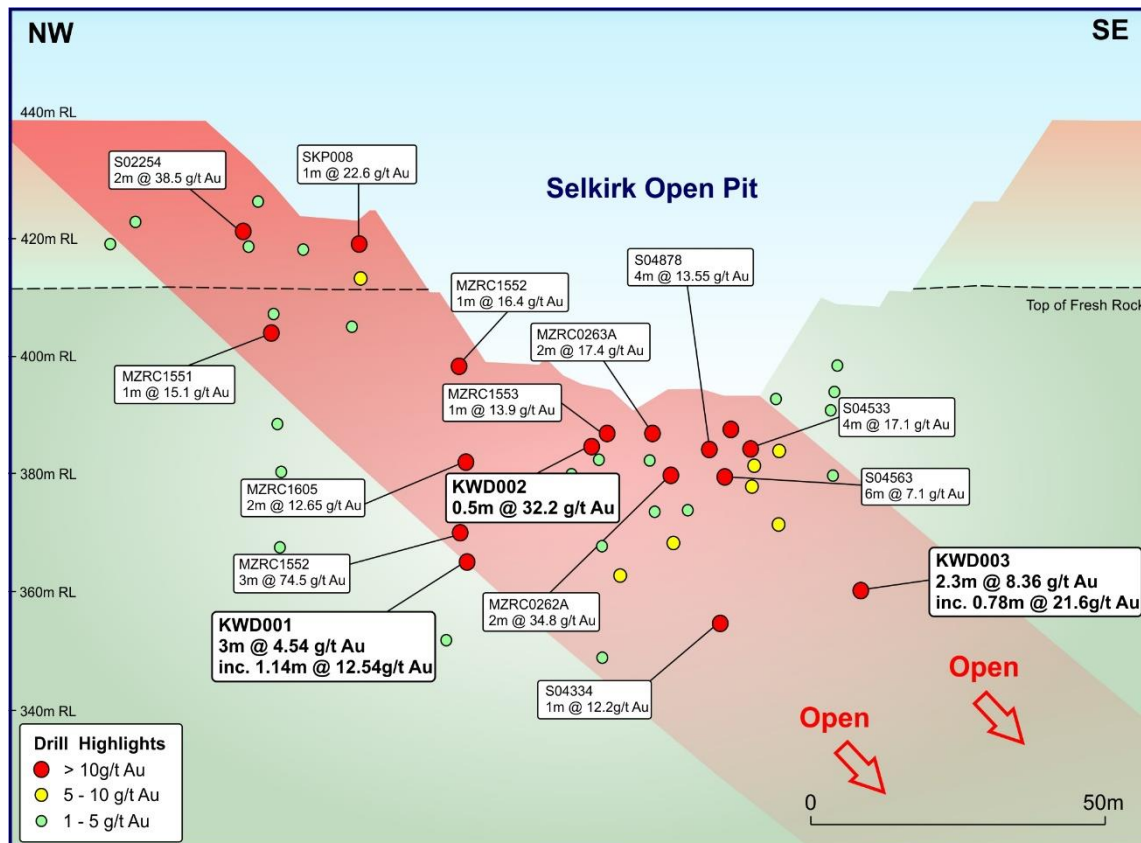 NW
SE
440m RL
S02254
2m @ 38.5 g/t Au
SKP008
1m @ 22.6 g/t Au
Selkirk Open Pit
420m RL
S04878
4m @ 13.55 g/t Au
MZRC1552
1m @ 16.4 g/t Au
Top of Fresh Rock
MZRC0263A
2m @ 17.4 g/t Au
400m RL
MZRC1551
1m @ 15.1 g/t Au
MZRC1553
1m @ 13.9 g/t Au
S04533
4m @ 17.1 g/t Au
380m RL
MZRC1605
2m @ 12.65 g/t Au
KWD002
0.5m @ 32.2 g/t Au
S04563
6m @ 7.1 g/t Au
MZRC1552
3m @ 74.5 g/t Au
KWD003
2.3m @ 8.36 g/t Au
inc. 0.78m @ 21.6g/t Au
360m RL
MZRC0262A
2m @ 34.8 g/t Au
KWD001
3m @ 4.54 g/t Au
inc. 1.14m @ 12.54g/t Au
S04334
1m @ 12.2g/t Au
Open
Open
340m RL
Drill Highlights
> 10g/t Au
5 - 10 g/t Au
1 - 5 g/t Au
0
50m